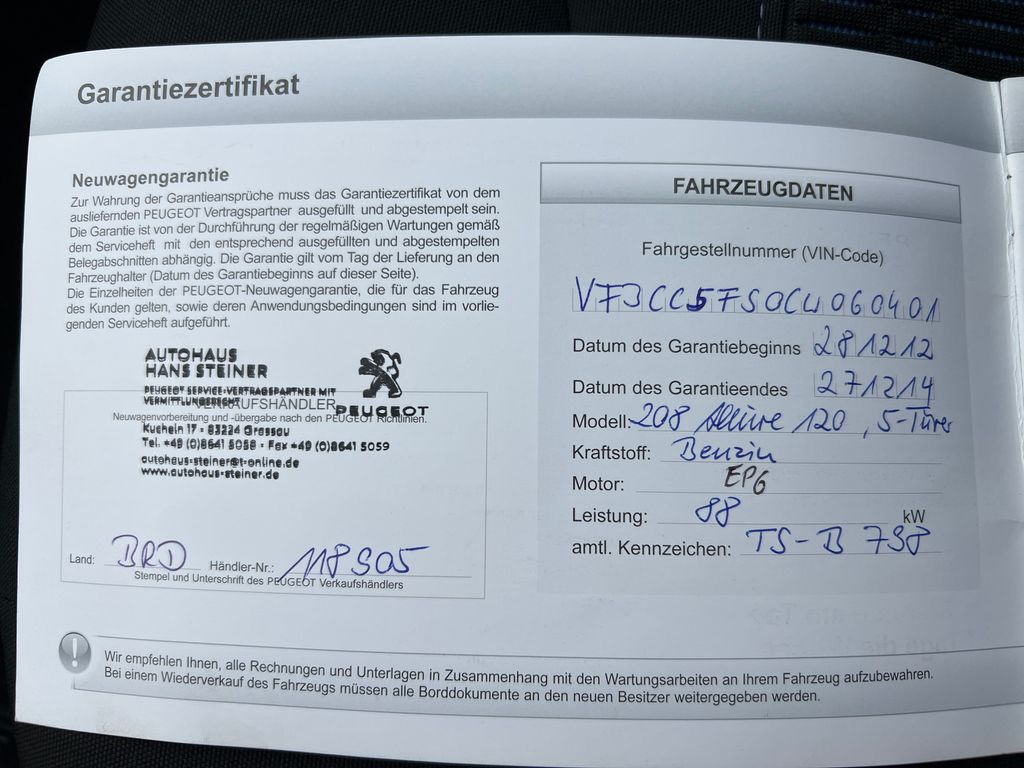 Garantiezertifikat
Neuwagengarantie
Zur Wahrung der Garantieansprüche muss das Garantiezertifikat von dem
ausliefernden PEUGEOT Vertragspartner ausgefüllt und abgestempelt sein.
Die Garantie ist von der Durchführung der regelmäßigen Wartungen gemäß
dem Serviceheft mit den entsprechend ausgefüllten und abgestempelten
Belegabschnitten abhängig. Die Garantie gilt vom Tag der Lieferung an den
Fahrzeughalter (Datum des Garantiebeginns auf dieser Seite).
Die Einzelheiten der PEUGEOT-Neuwagengarantie, die für das Fahrzeug
des Kunden gelten, sowie deren Anwendungsbedingungen sind im vorlie-
genden Serviceheft aufgeführt.
AUTOHAUS
HANS STEINER
PEUGEOT SERVICE-VERTRAGSPARTNER MIT
VERMITTLUNGSRECHT
VERKAUFSHÄNDLER
PEUGEOT
Neuwagenvorbereitung und -übergabe nach den PEUGEOT Richtlinien.
Kucheln 17 - 83224 Grassau
Tel. +49 (0)8641 5058 - Fax +49 (0)8641 5059
autohaus-steiner@t-online.de
www.autohaus-steiner.de
Land: BRD Händler-Nr.: 118905
Stempel und Unterschrift des PEUGEOT Verkaufshändlers
FAHRZEUGDATEN
Fahrgestellnummer (VIN-Code)
VF3CC5FS0CW060401
Datum des Garantiebeginns 281212
Datum des Garantieendes 271214
Modell: 208 Allure 120, 5-Türer
Kraftstoff: Benzin
Motor: EP6
Leistung: 88 kW
amtl. Kennzeichen: TS-B 798
Wir empfehlen Ihnen, alle Rechnungen und Unterlagen in Zusammenhang mit den Wartungsarbeiten an Ihrem Fahrzeug aufzubewahren.
Bei einem Wiederverkauf des Fahrzeugs müssen alle Borddokumente an den neuen Besitzer weitergegeben werden.